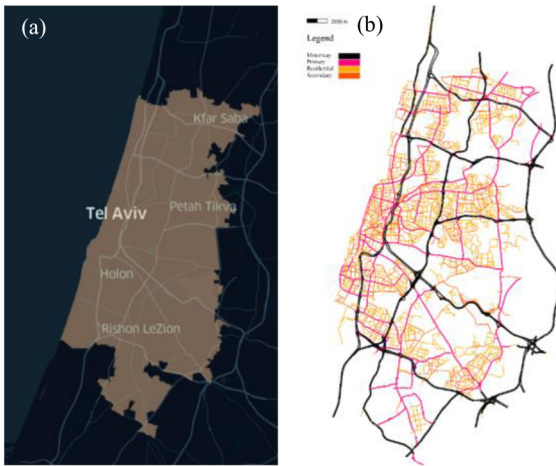 (a)
Kfar Saba
Tel Aviv
Petah Tikva
Holon
Rishon LeZion
(b)
2000 m
Legend
Motorway
Primary
Residential
Secondary